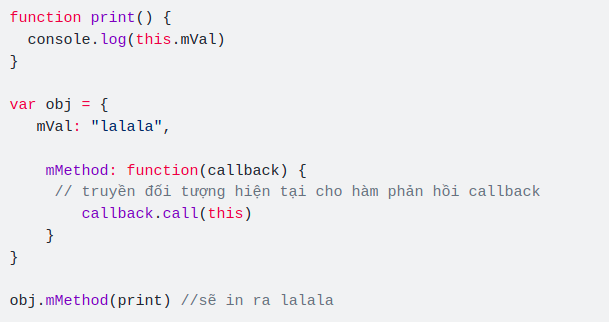 function print() {
  console.log(this.mVal)
}

var obj = {
   mVal: "lalala",

    mMethod: function(callback) {
     // truyền đối tượng hiện tại cho hàm phản hồi callback
        callback.call(this)
    }
}

obj.mMethod(print) //sẽ in ra lalala